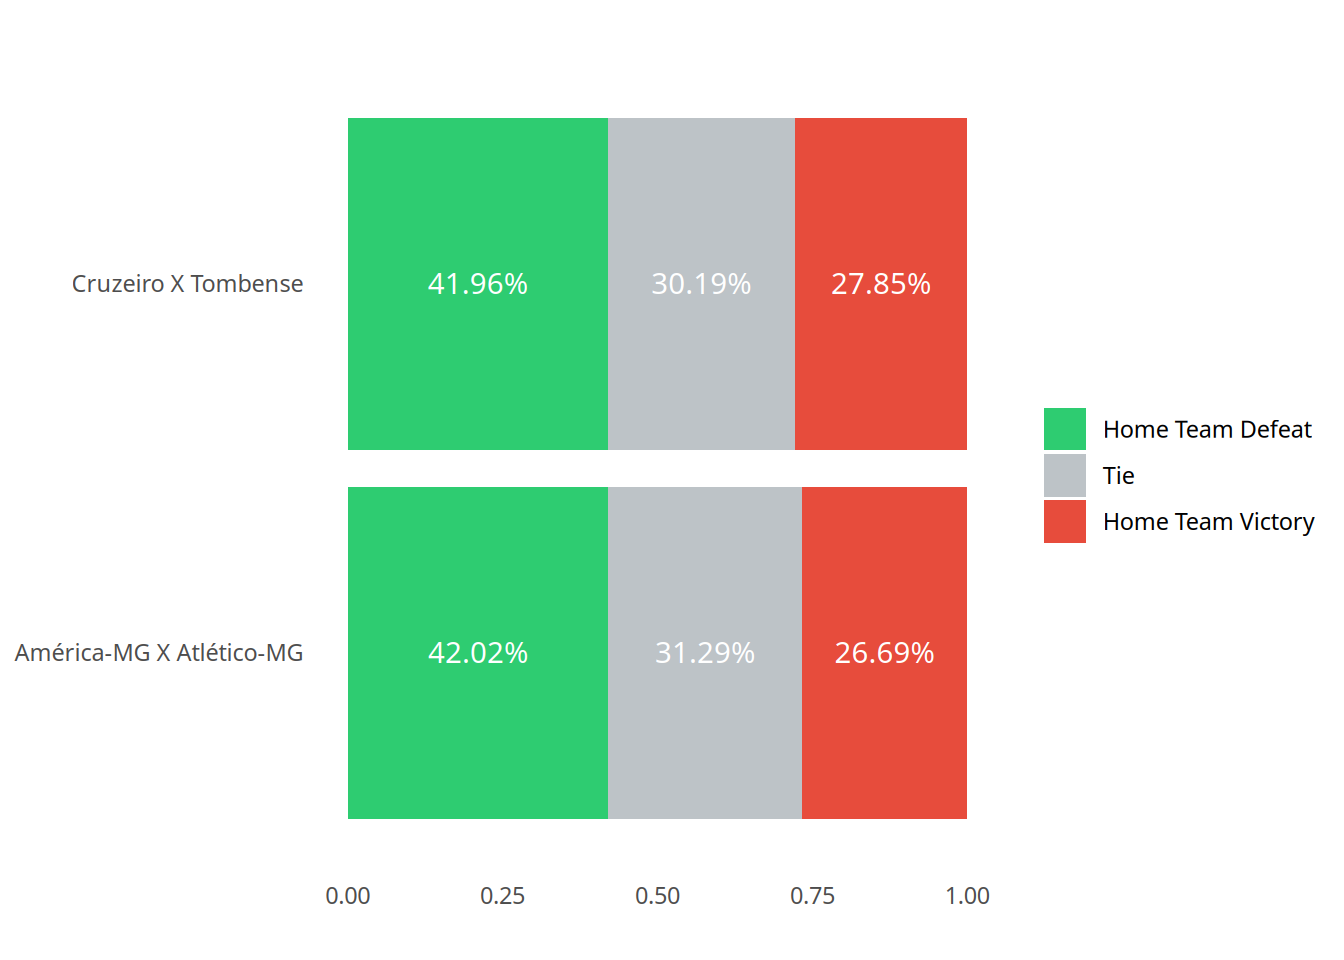 Cruzeiro X Tombense
41.96%
30.19%
27.85%
América-MG X Atlético-MG
42.02%
31.29%
26.69%
0.00
0.25
0.50
0.75
1.00
Home Team Defeat
Tie
Home Team Victory